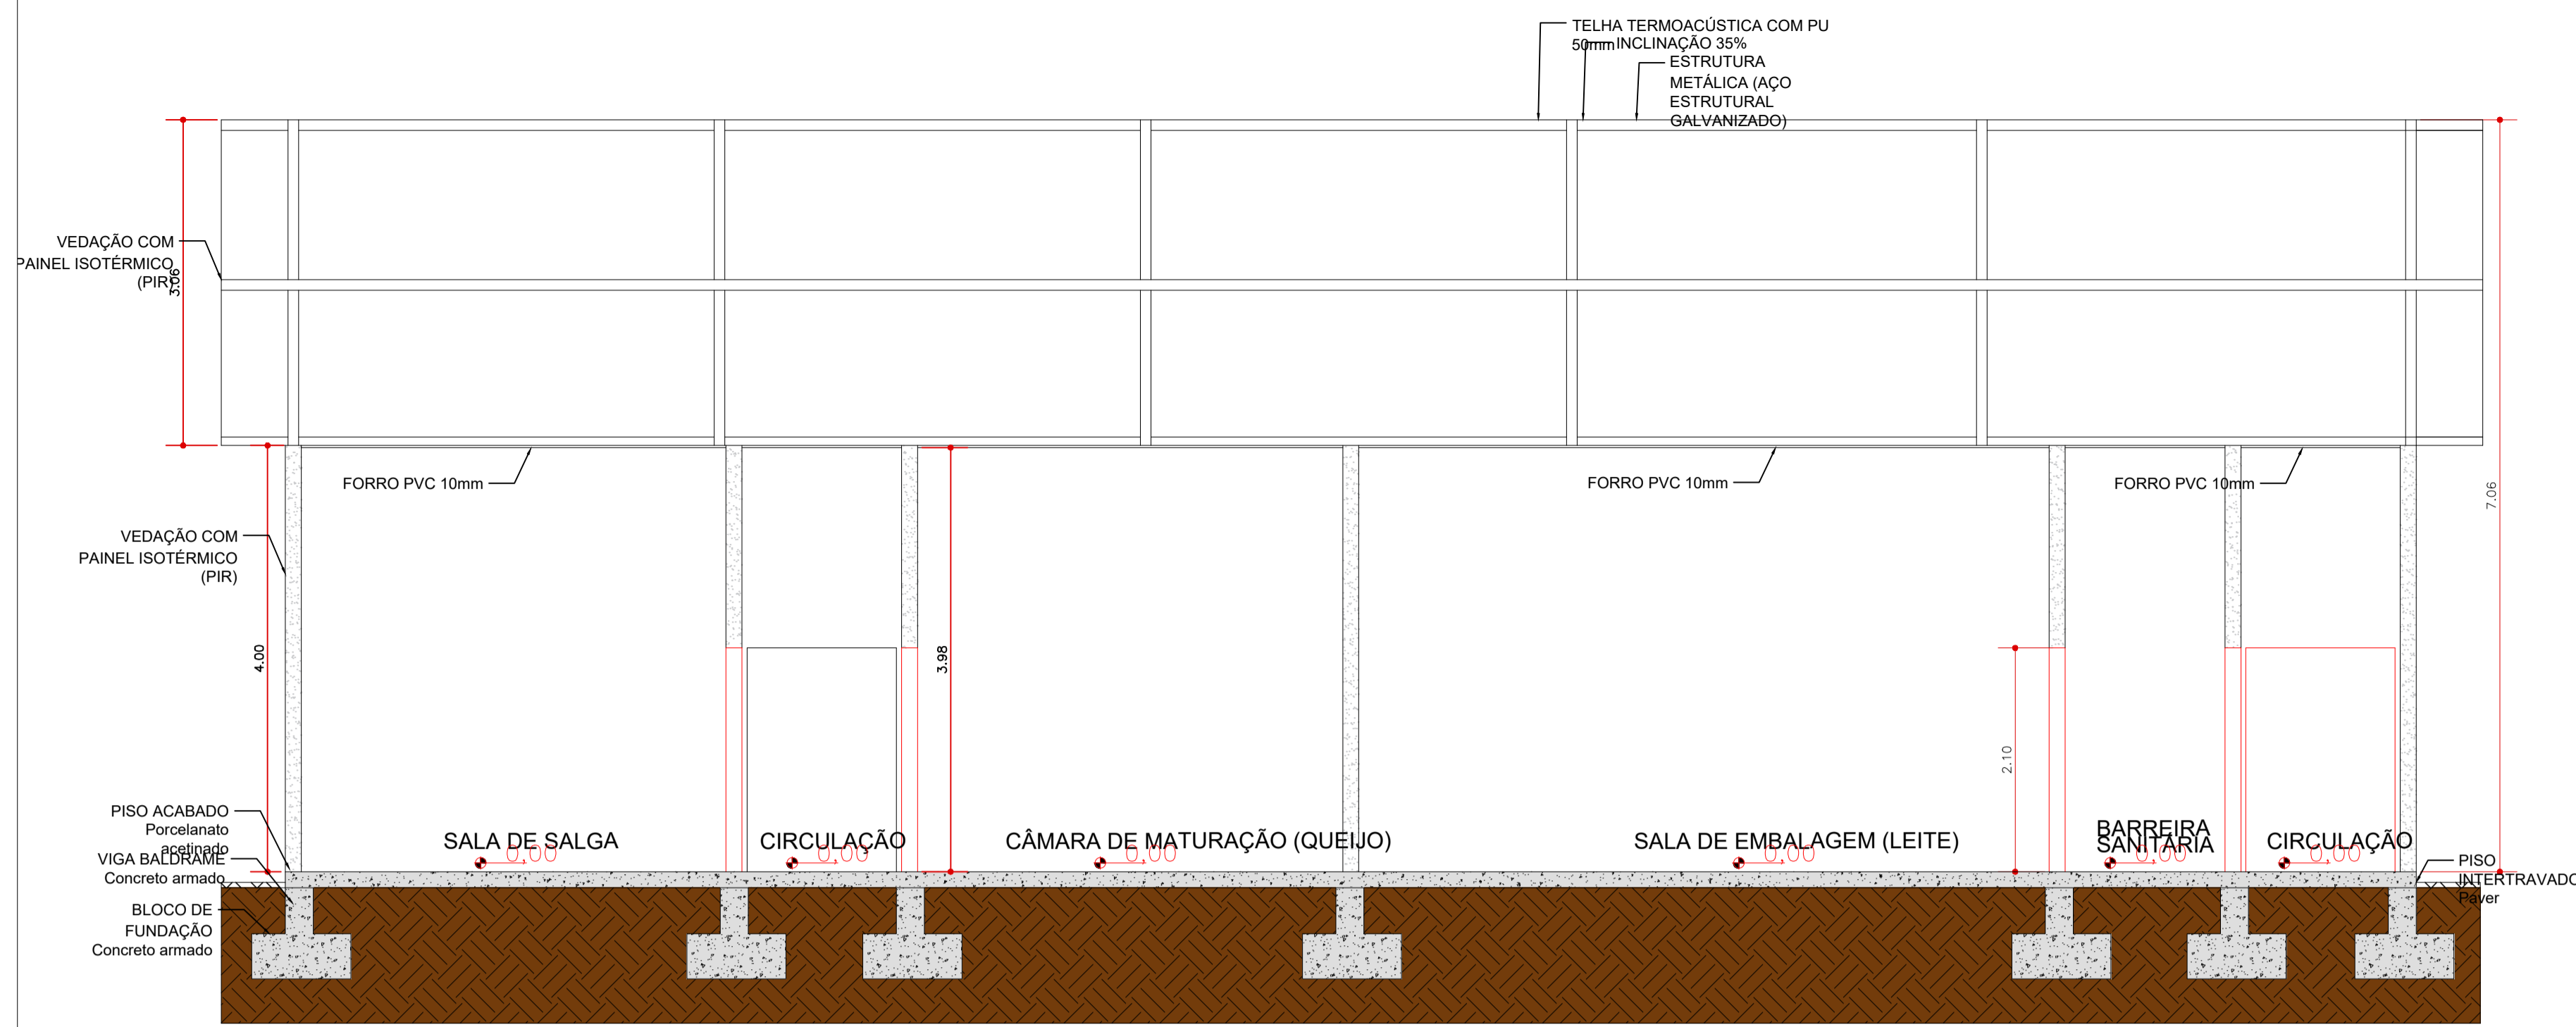 TELHA TERMOACÚSTICA COM PU
50mm
INCLINAÇÃO 35%
ESTRUTURA
METÁLICA (AÇO
ESTRUTURAL
GALVANIZADO)
VEDAÇÃO COM
PAINEL ISOTÉRMICO
(PIR)
3.06
FORRO PVC 10mm
FORRO PVC 10mm
FORRO PVC 10mm
7.06
VEDAÇÃO COM
PAINEL ISOTÉRMICO
(PIR)
4.00
3.98
2.10
PISO ACABADO
Porcelanato
acetinado
VIGA BALDRAME
Concreto armado
BLOCO DE
FUNDAÇÃO
Concreto armado
SALA DE SALGA
0,00
CIRCULAÇÃO
0,00
CÂMARA DE MATURAÇÃO (QUEIJO)
0,00
SALA DE EMBALAGEM (LEITE)
0,00
BARREIRA
SANITÁRIA
0,00
CIRCULAÇÃO
0,00
PISO
INTERTRAVADO
Paver